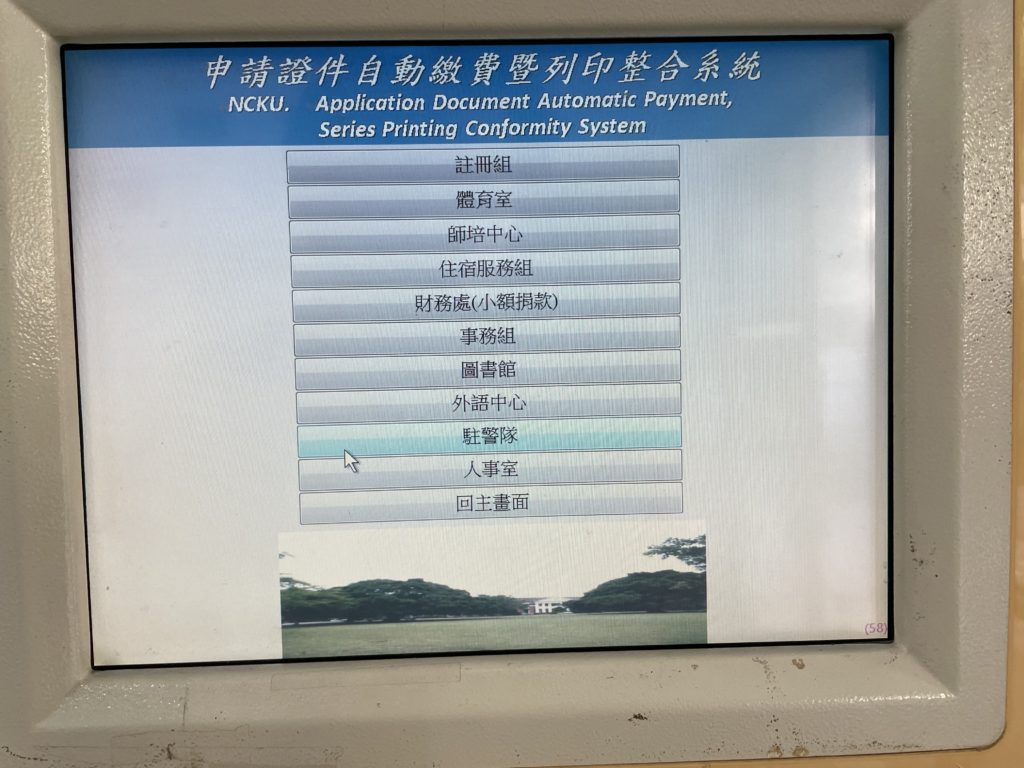 申請證件自動繳費暨列印整合系統
NCKU. Application Document Automatic Payment,
Series Printing Conformity System
註冊組
體育室
師培中心
住宿服務組
財務處(小額捐款)
事務組
圖書館
外語中心
駐警隊
人事室
回主畫面
(58)